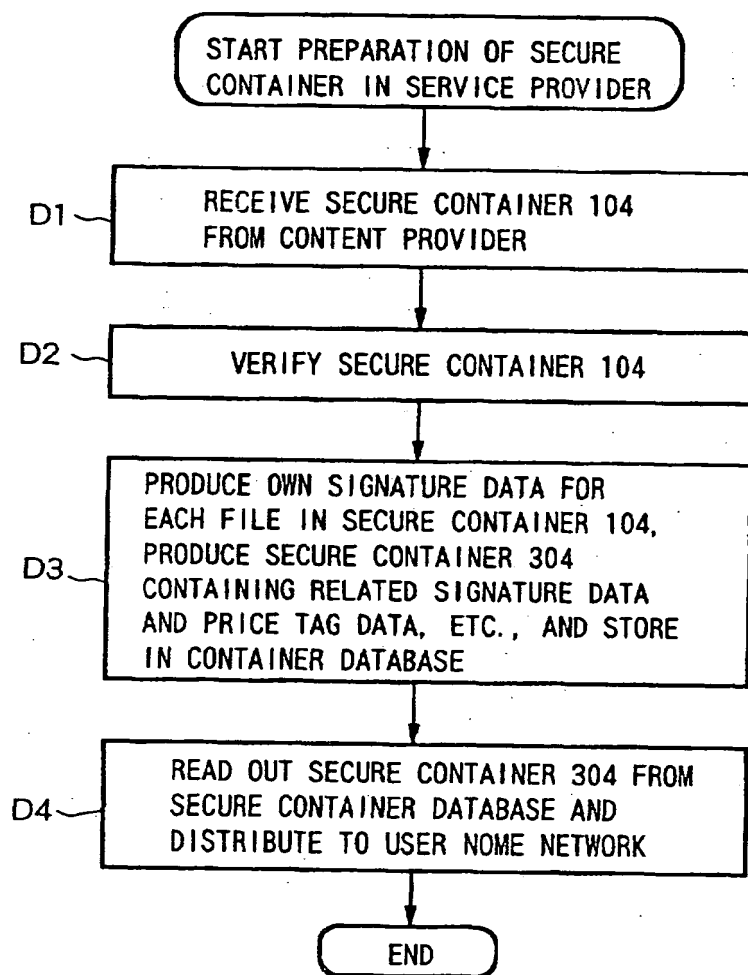 START PREPARATION OF SECURE
CONTAINER IN SERVICE PROVIDER
D1
RECEIVE SECURE CONTAINER 104
FROM CONTENT PROVIDER
D2
VERIFY SECURE CONTAINER 104
D3
PRODUCE OWN SIGNATURE DATA FOR
EACH FILE IN SECURE CONTAINER 104,
PRODUCE SECURE CONTAINER 304
CONTAINING RELATED SIGNATURE DATA
AND PRICE TAG DATA, ETC., AND STORE
IN CONTAINER DATABASE
D4
READ OUT SECURE CONTAINER 304 FROM
SECURE CONTAINER DATABASE AND
DISTRIBUTE TO USER NOME NETWORK
END